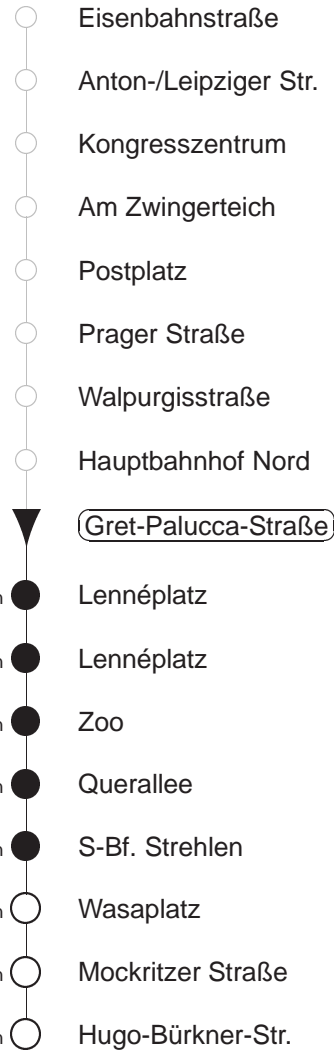 Eisenbahnstraße
Anton-/Leipziger Str.
Kongresszentrum
Am Zwingerteich
Postplatz
Prager Straße
Walpurgisstraße
Hauptbahnhof Nord
Gret-Palucca-Straße
Lennéplatz
Lennéplatz
Zoo
Querallee
S-Bf. Strehlen
Wasaplatz
Mockritzer Straße
Hugo-Bürkner-Str.